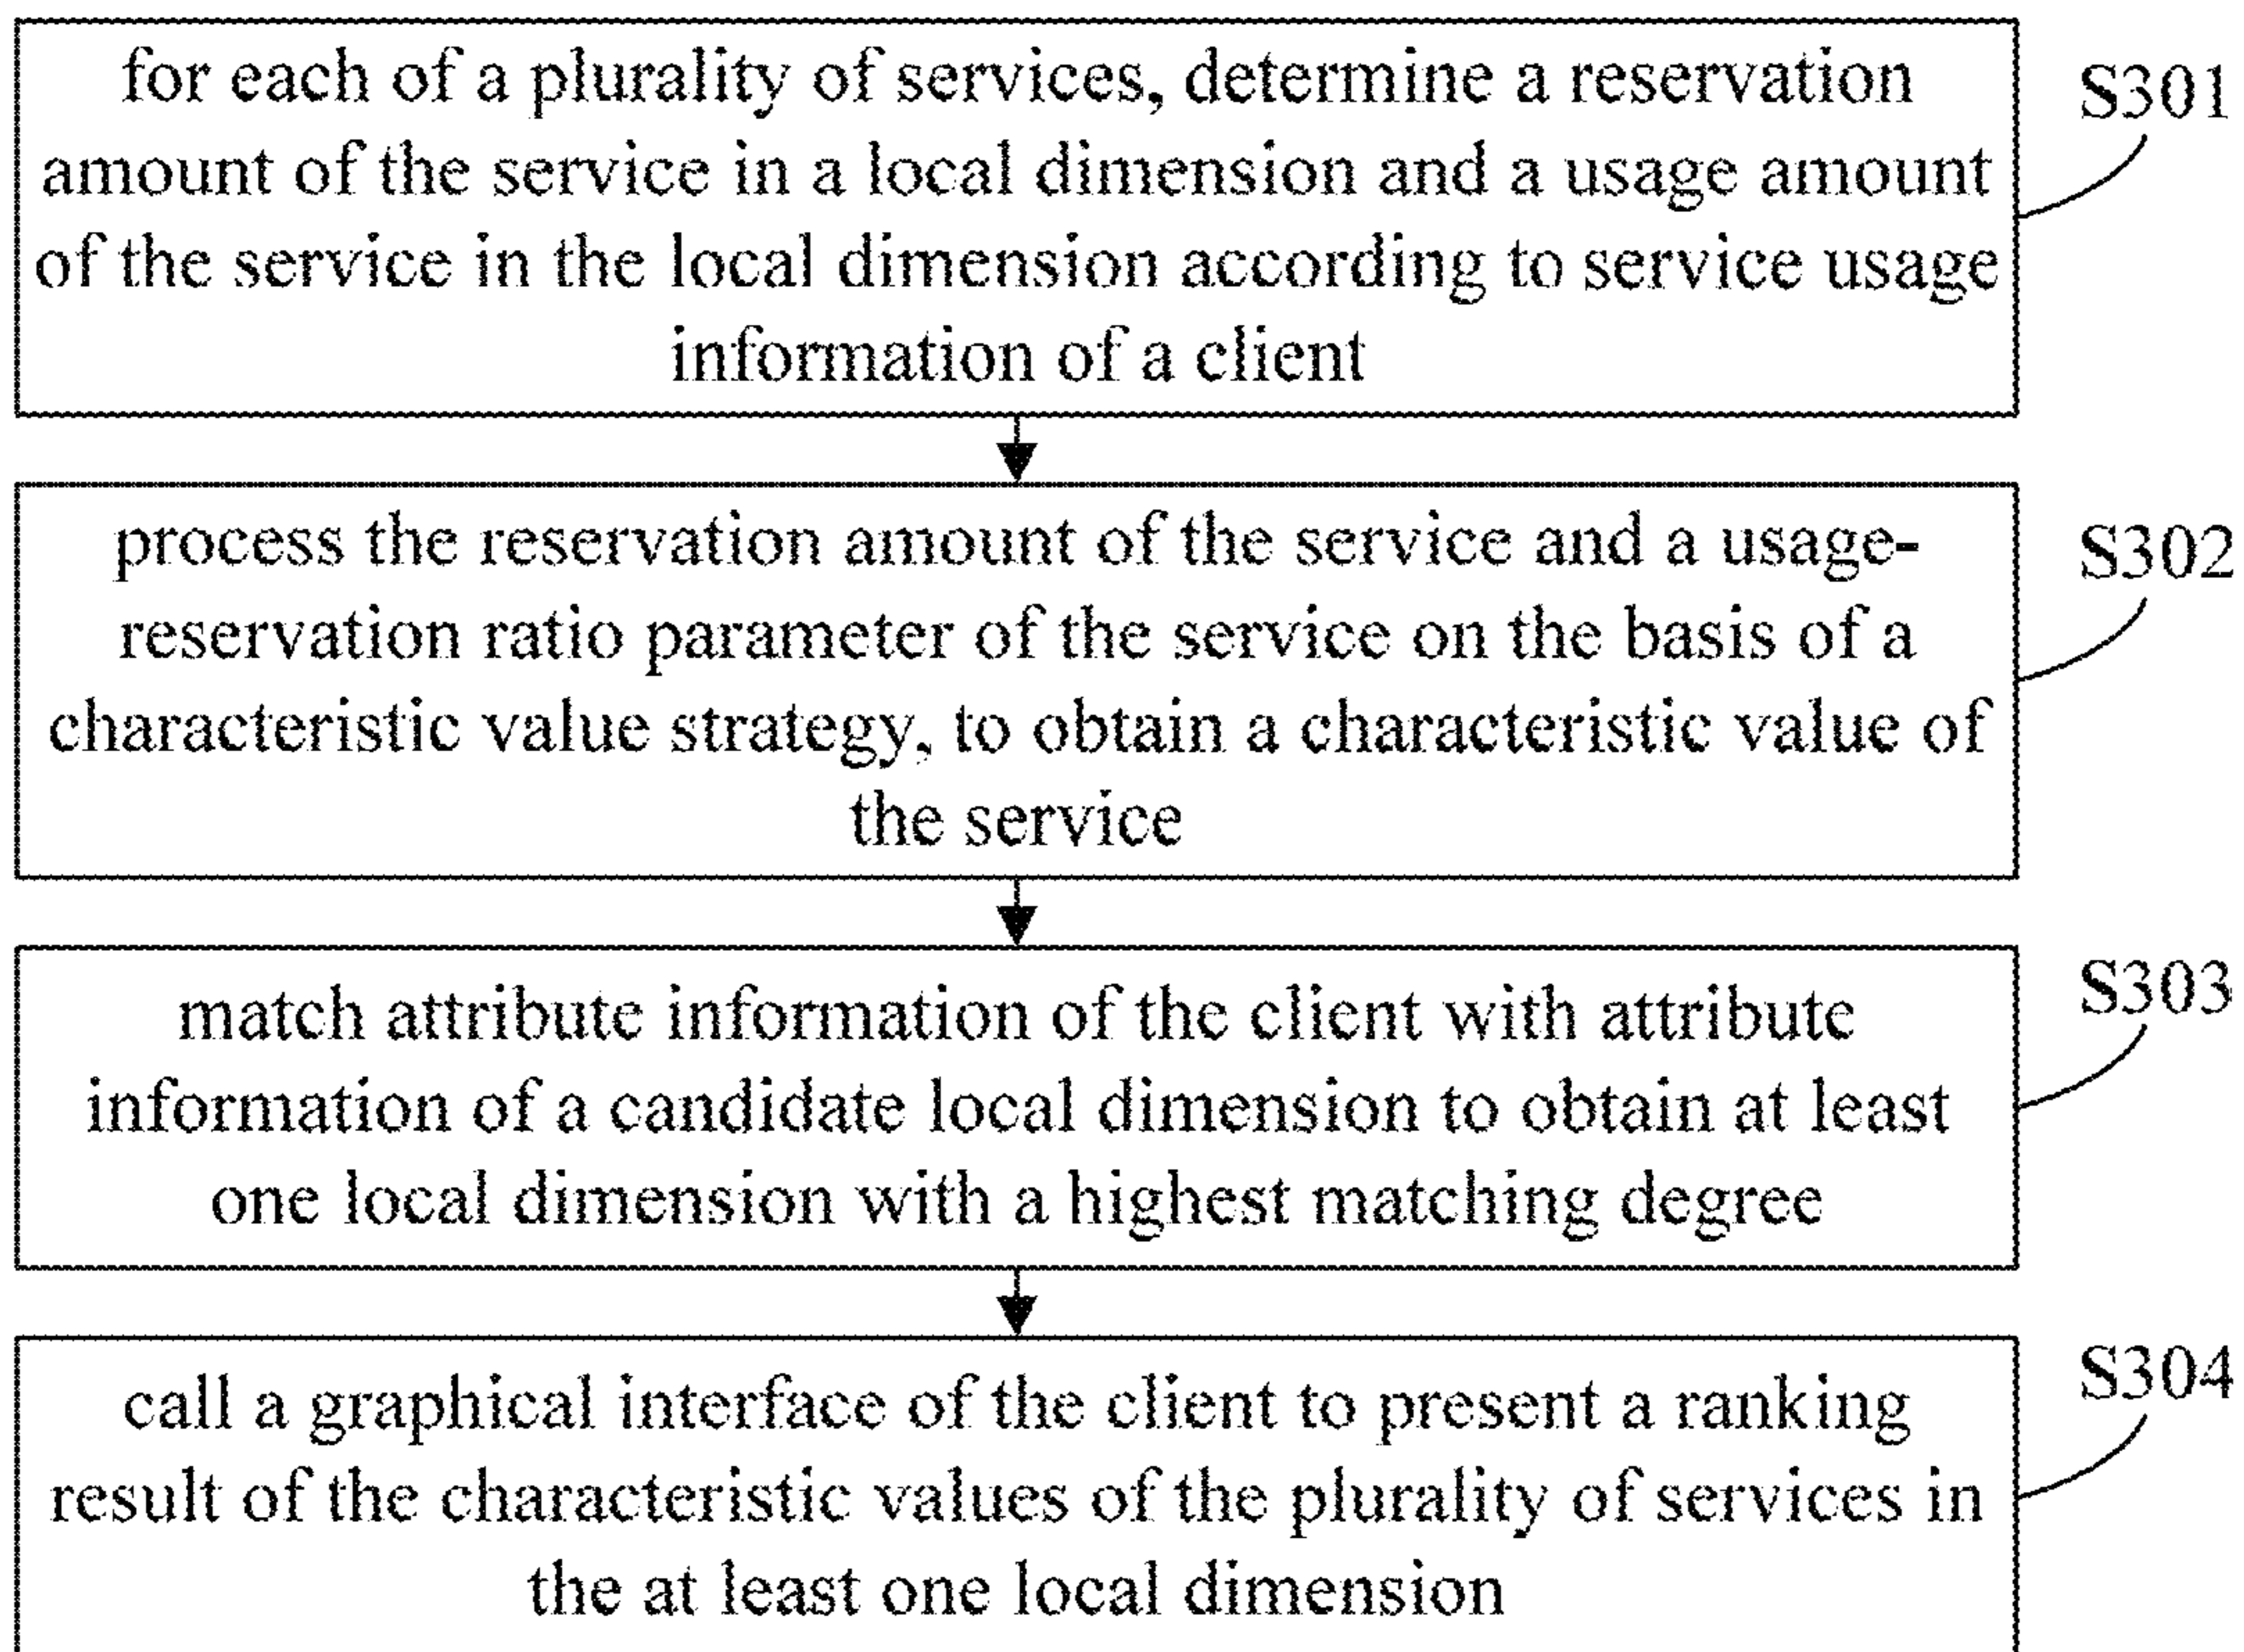 for each of a plurality of services, determine a reservation
amount of the service in a local dimension and a usage amount
of the service in the local dimension according to service usage
information of a client
S301
process the reservation amount of the service and a usage-
reservation ratio parameter of the service on the basis of a
characteristic value strategy, to obtain a characteristic value of
the service
S302
match attribute information of the client with attribute
information of a candidate local dimension to obtain at least
one local dimension with a highest matching degree
S303
call a graphical interface of the client to present a ranking
result of the characteristic values of the plurality of services in
the at least one local dimension
S304